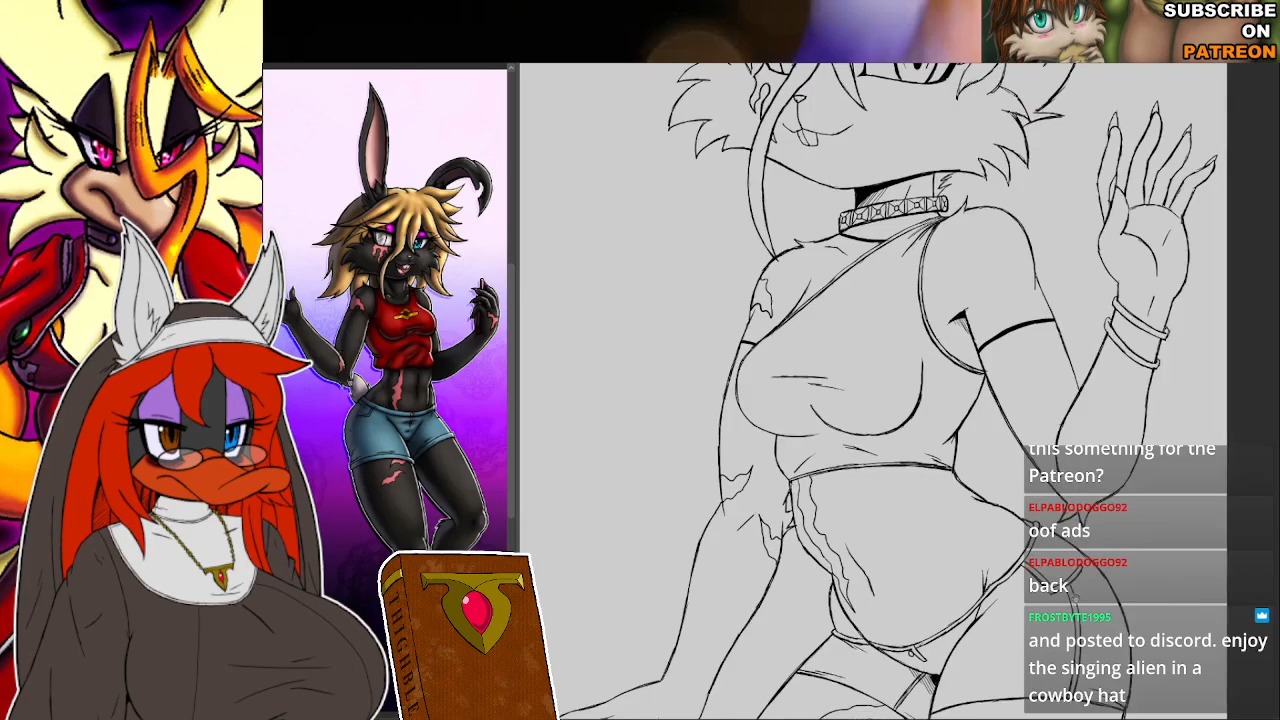 SUBSCRIBE
ON
PATREON
this something for the
Patreon?
ELPABLODOGGO92
oof ads
ELPABLODOGGO92
back
FROSTBYTE1995
and posted to discord. enjoy
the singing alien in a
cowboy hat
THIGHBLE